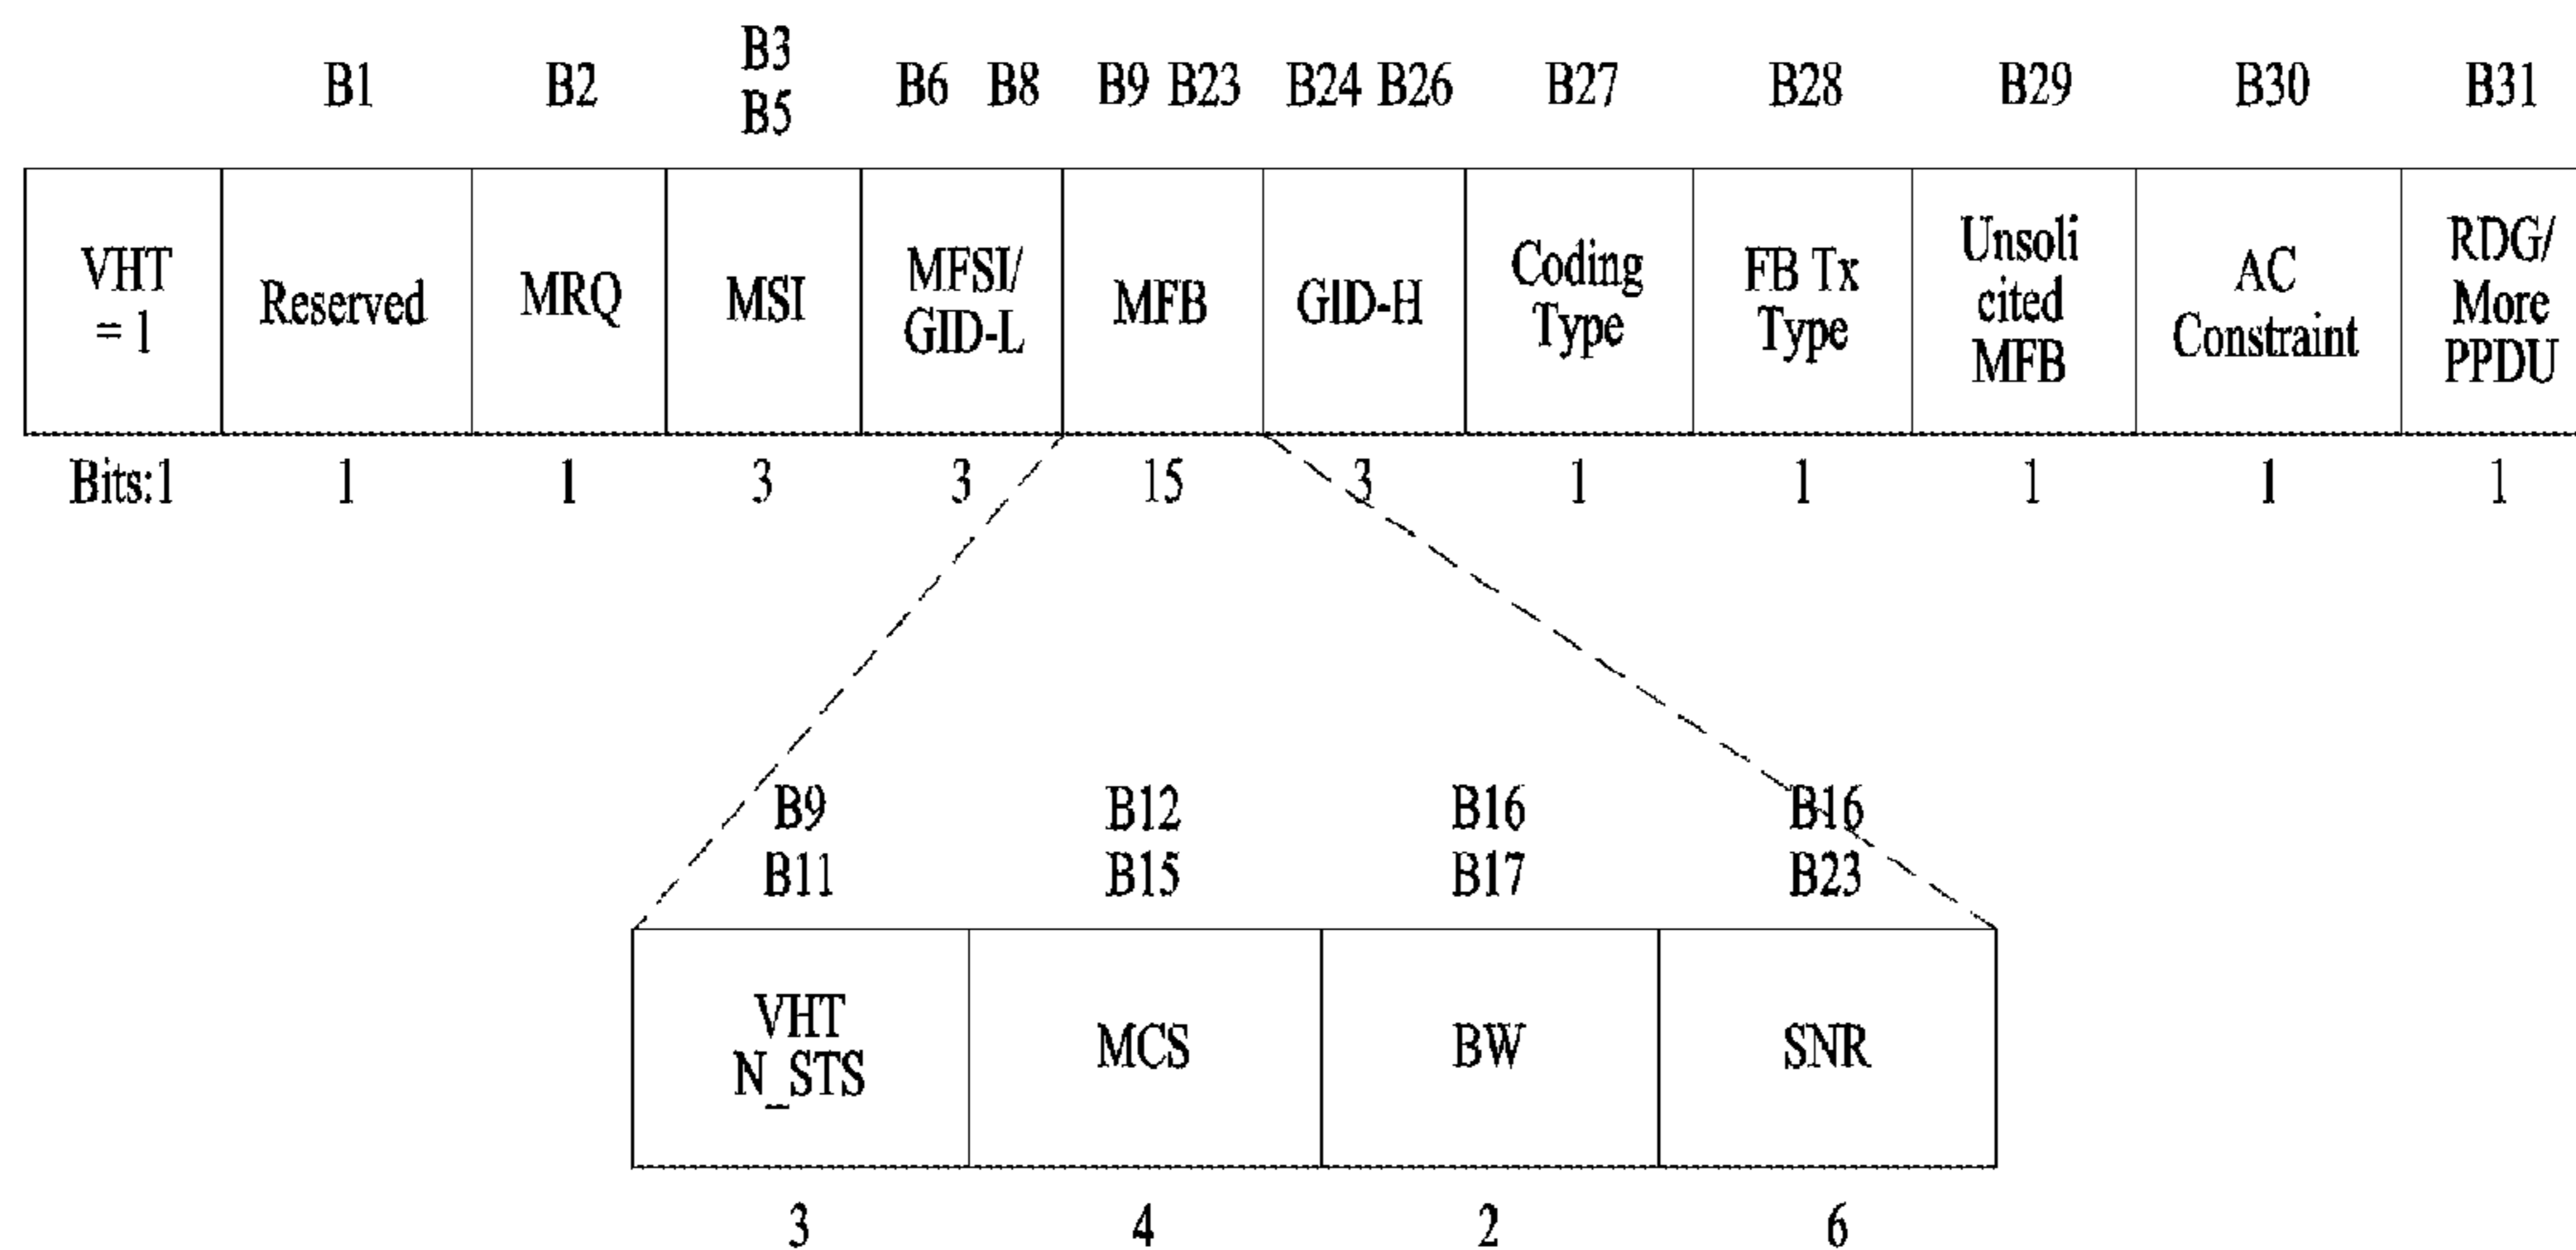 B1 B2 B3 B5 B6 B8 B9 B23 B24 B26 B27 B28 B29 B30 B31
VHT = 1
Reserved
MRQ
MSI
MFSI/ GID-L
MFB
GID-H
Coding Type
FB Tx Type
Unsoli cited MFB
AC Constraint
RDG/ More PPDU
Bits:1 1 1 3 3 15 3 1 1 1 1 1
B9 B12 B16 B16
B11 B15 B17 B23
VHT N_STS
MCS
BW
SNR
3 4 2 6